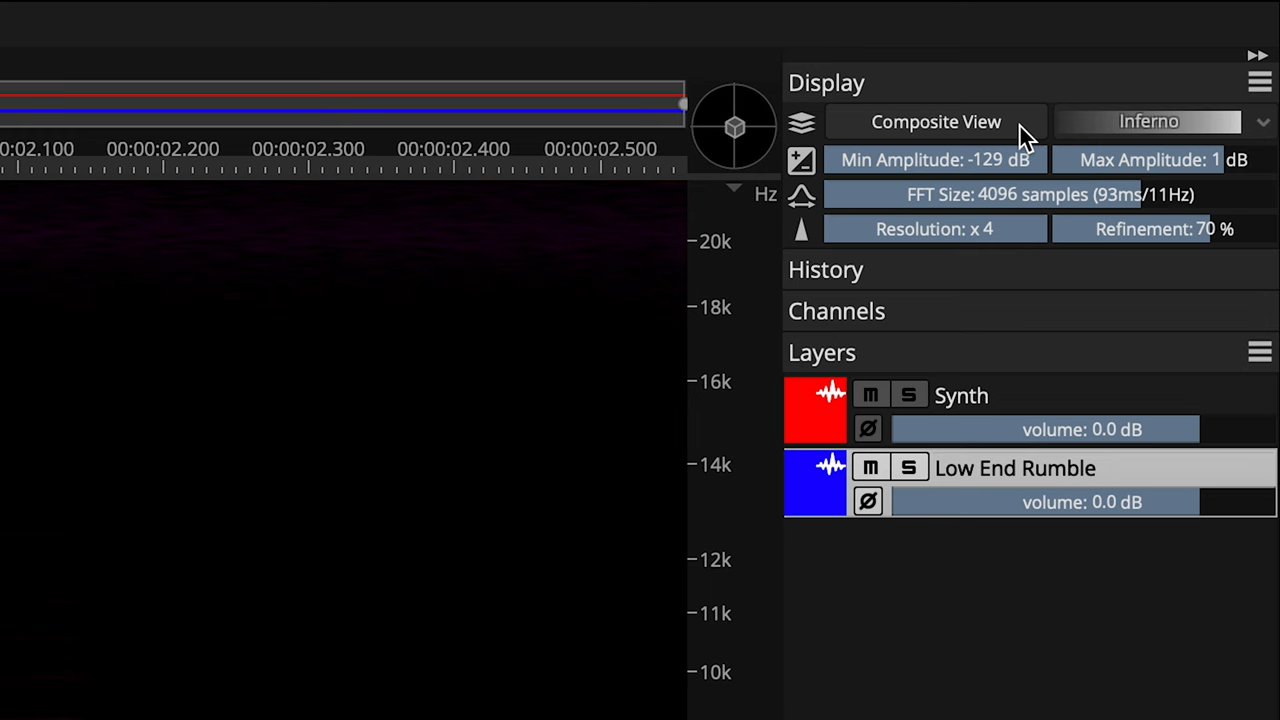 Display
Composite View Inferno
Min Amplitude: -129 dB Max Amplitude: 1 dB
FFT Size: 4096 samples (93ms/11Hz)
Resolution: x 4 Refinement: 70 %
History
Channels
Layers
m s Synth
Ø volume: 0.0 dB
m s Low End Rumble
Ø volume: 0.0 dB
0:02.100 00:00:02.200 00:00:02.300 00:00:02.400 00:00:02.500
Hz
20k
18k
16k
14k
12k
11k
10k